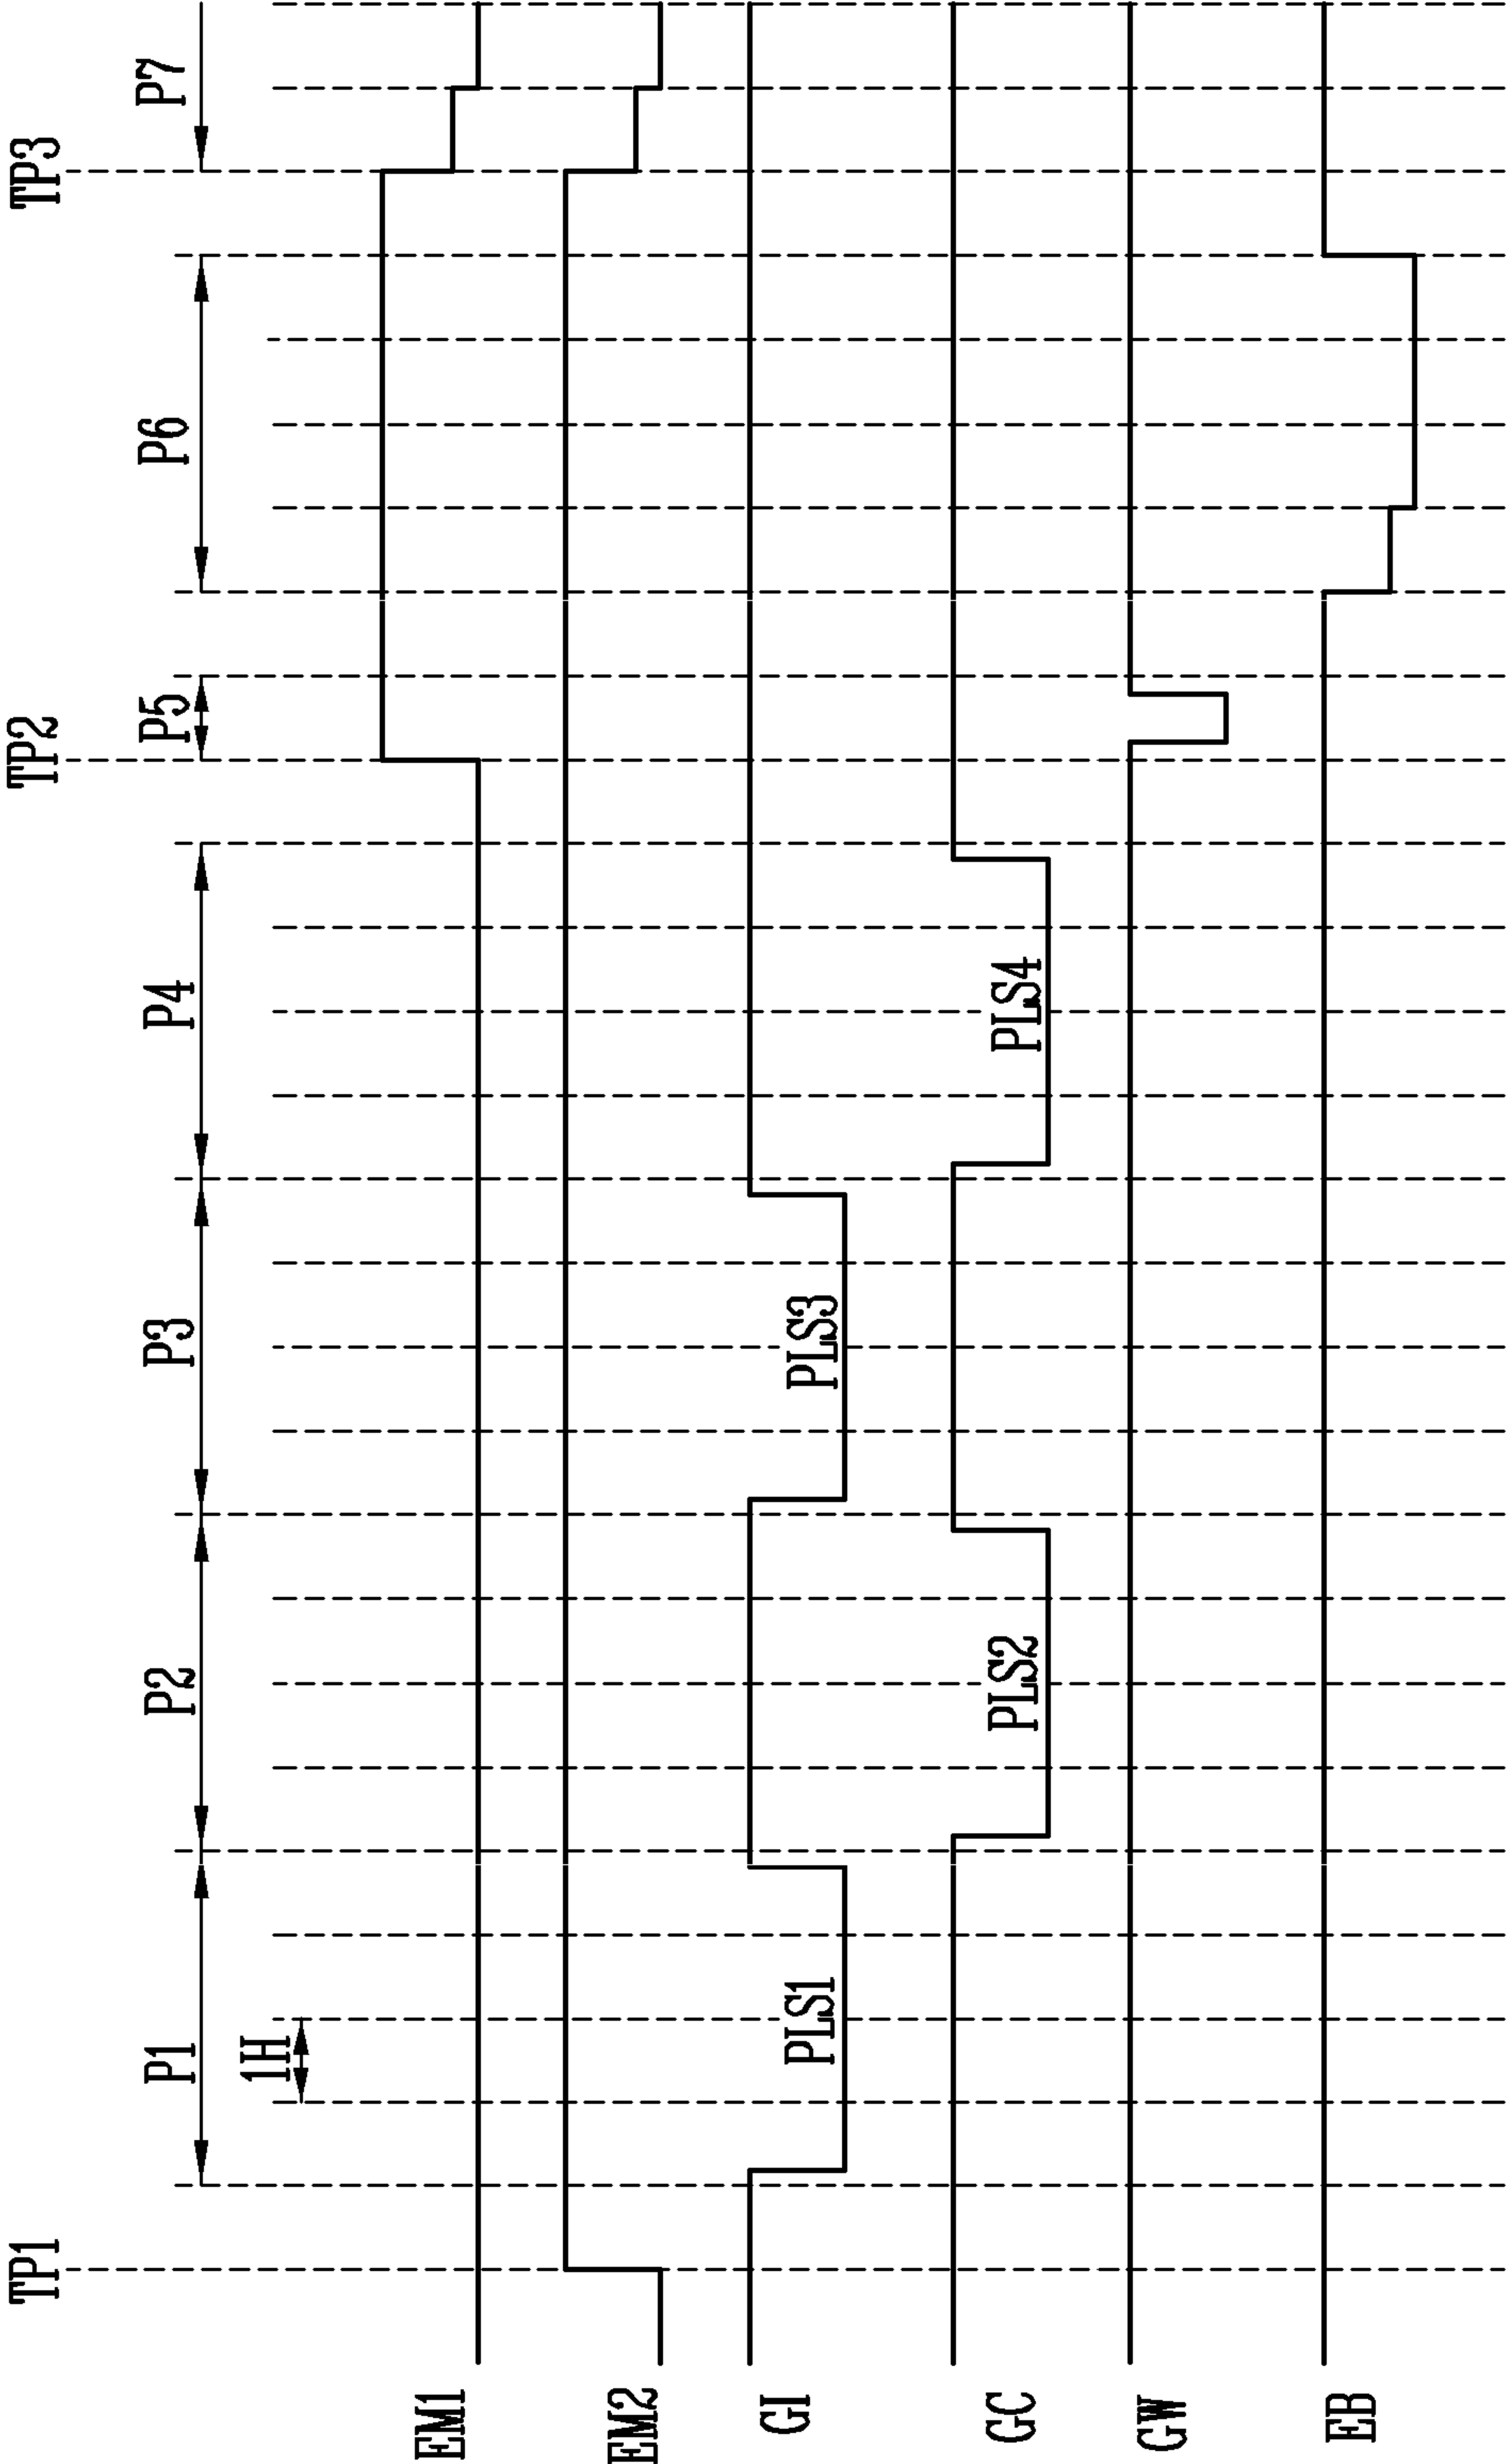 TP1 TP2 TP3
P1 P2 P3 P4 P5 P6 P7
1H
EM1
EM2
GI
PLS1 PLS3
GC
PLS2 PLS4
GW
EB